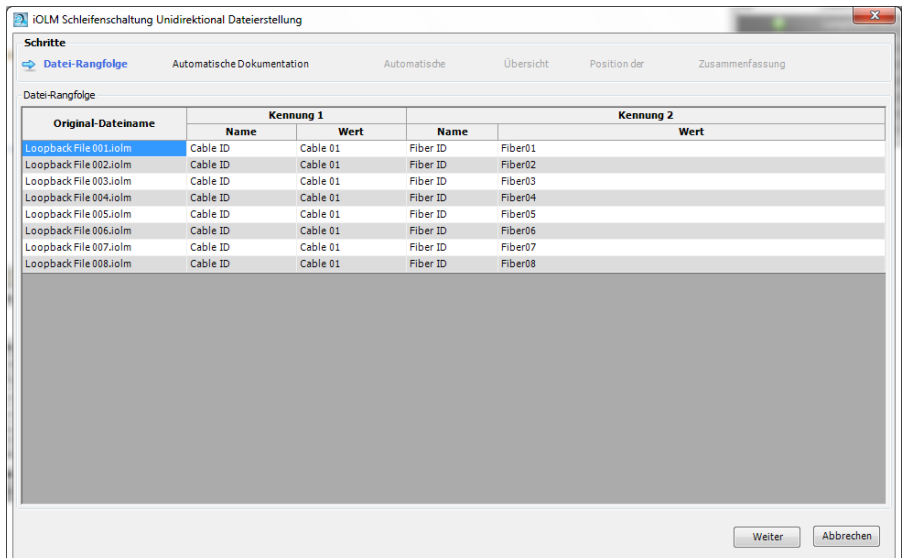 iOLM Schleifenschaltung Unidirektional Dateierstellung
Schritte
Datei-Rangfolge Automatische Dokumentation Automatische Übersicht Position der Zusammenfassung
Datei-Rangfolge
Original-Dateiname Kennung 1 Kennung 2
Name Wert Name Wert
Loopback File 001.iolm Cable ID Cable 01 Fiber ID Fiber01
Loopback File 002.iolm Cable ID Cable 01 Fiber ID Fiber02
Loopback File 003.iolm Cable ID Cable 01 Fiber ID Fiber03
Loopback File 004.iolm Cable ID Cable 01 Fiber ID Fiber04
Loopback File 005.iolm Cable ID Cable 01 Fiber ID Fiber05
Loopback File 006.iolm Cable ID Cable 01 Fiber ID Fiber06
Loopback File 007.iolm Cable ID Cable 01 Fiber ID Fiber07
Loopback File 008.iolm Cable ID Cable 01 Fiber ID Fiber08
Weiter Abbrechen